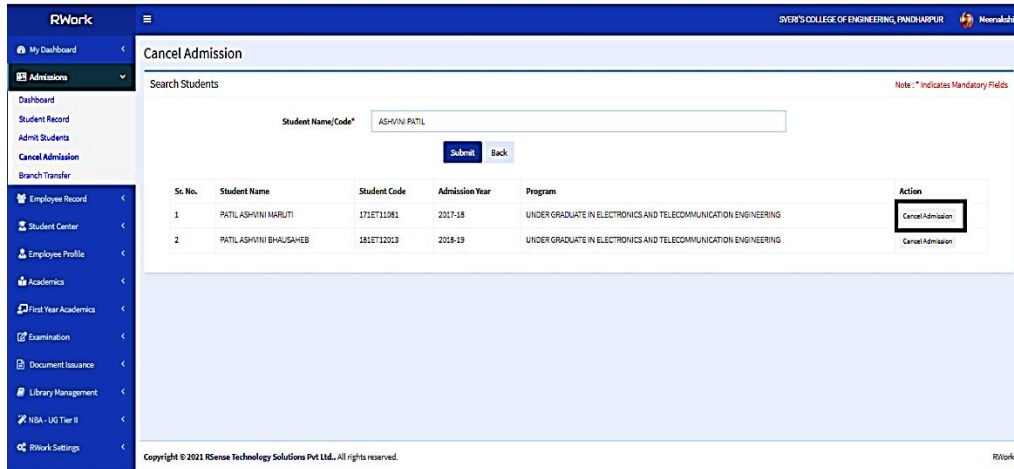 RWork
SVERI'S COLLEGE OF ENGINEERING, PANDHARPUR Meenakshi
My Dashboard
Admissions
Dashboard
Student Record
Admit Students
Cancel Admission
Branch Transfer
Employee Record
Student Center
Employee Profile
Academics
First Year Academics
Examination
Document Issuance
Library Management
NBA - UG Tier II
RWork Settings
Cancel Admission
Search Students
Note : * Indicates Mandatory Fields
Student Name/Code* ASHVINI PATIL
Submit Back
Sr. No. Student Name Student Code Admission Year Program Action
1 PATIL ASHVINI MARUTI 171ET11081 2017-18 UNDER GRADUATE IN ELECTRONICS AND TELECOMMUNICATION ENGINEERING Cancel Admission
2 PATIL ASHVINI BHAUSAHEB 181ET12013 2018-19 UNDER GRADUATE IN ELECTRONICS AND TELECOMMUNICATION ENGINEERING Cancel Admission
Copyright © 2021 RSense Technology Solutions Pvt Ltd.. All rights reserved. RWork